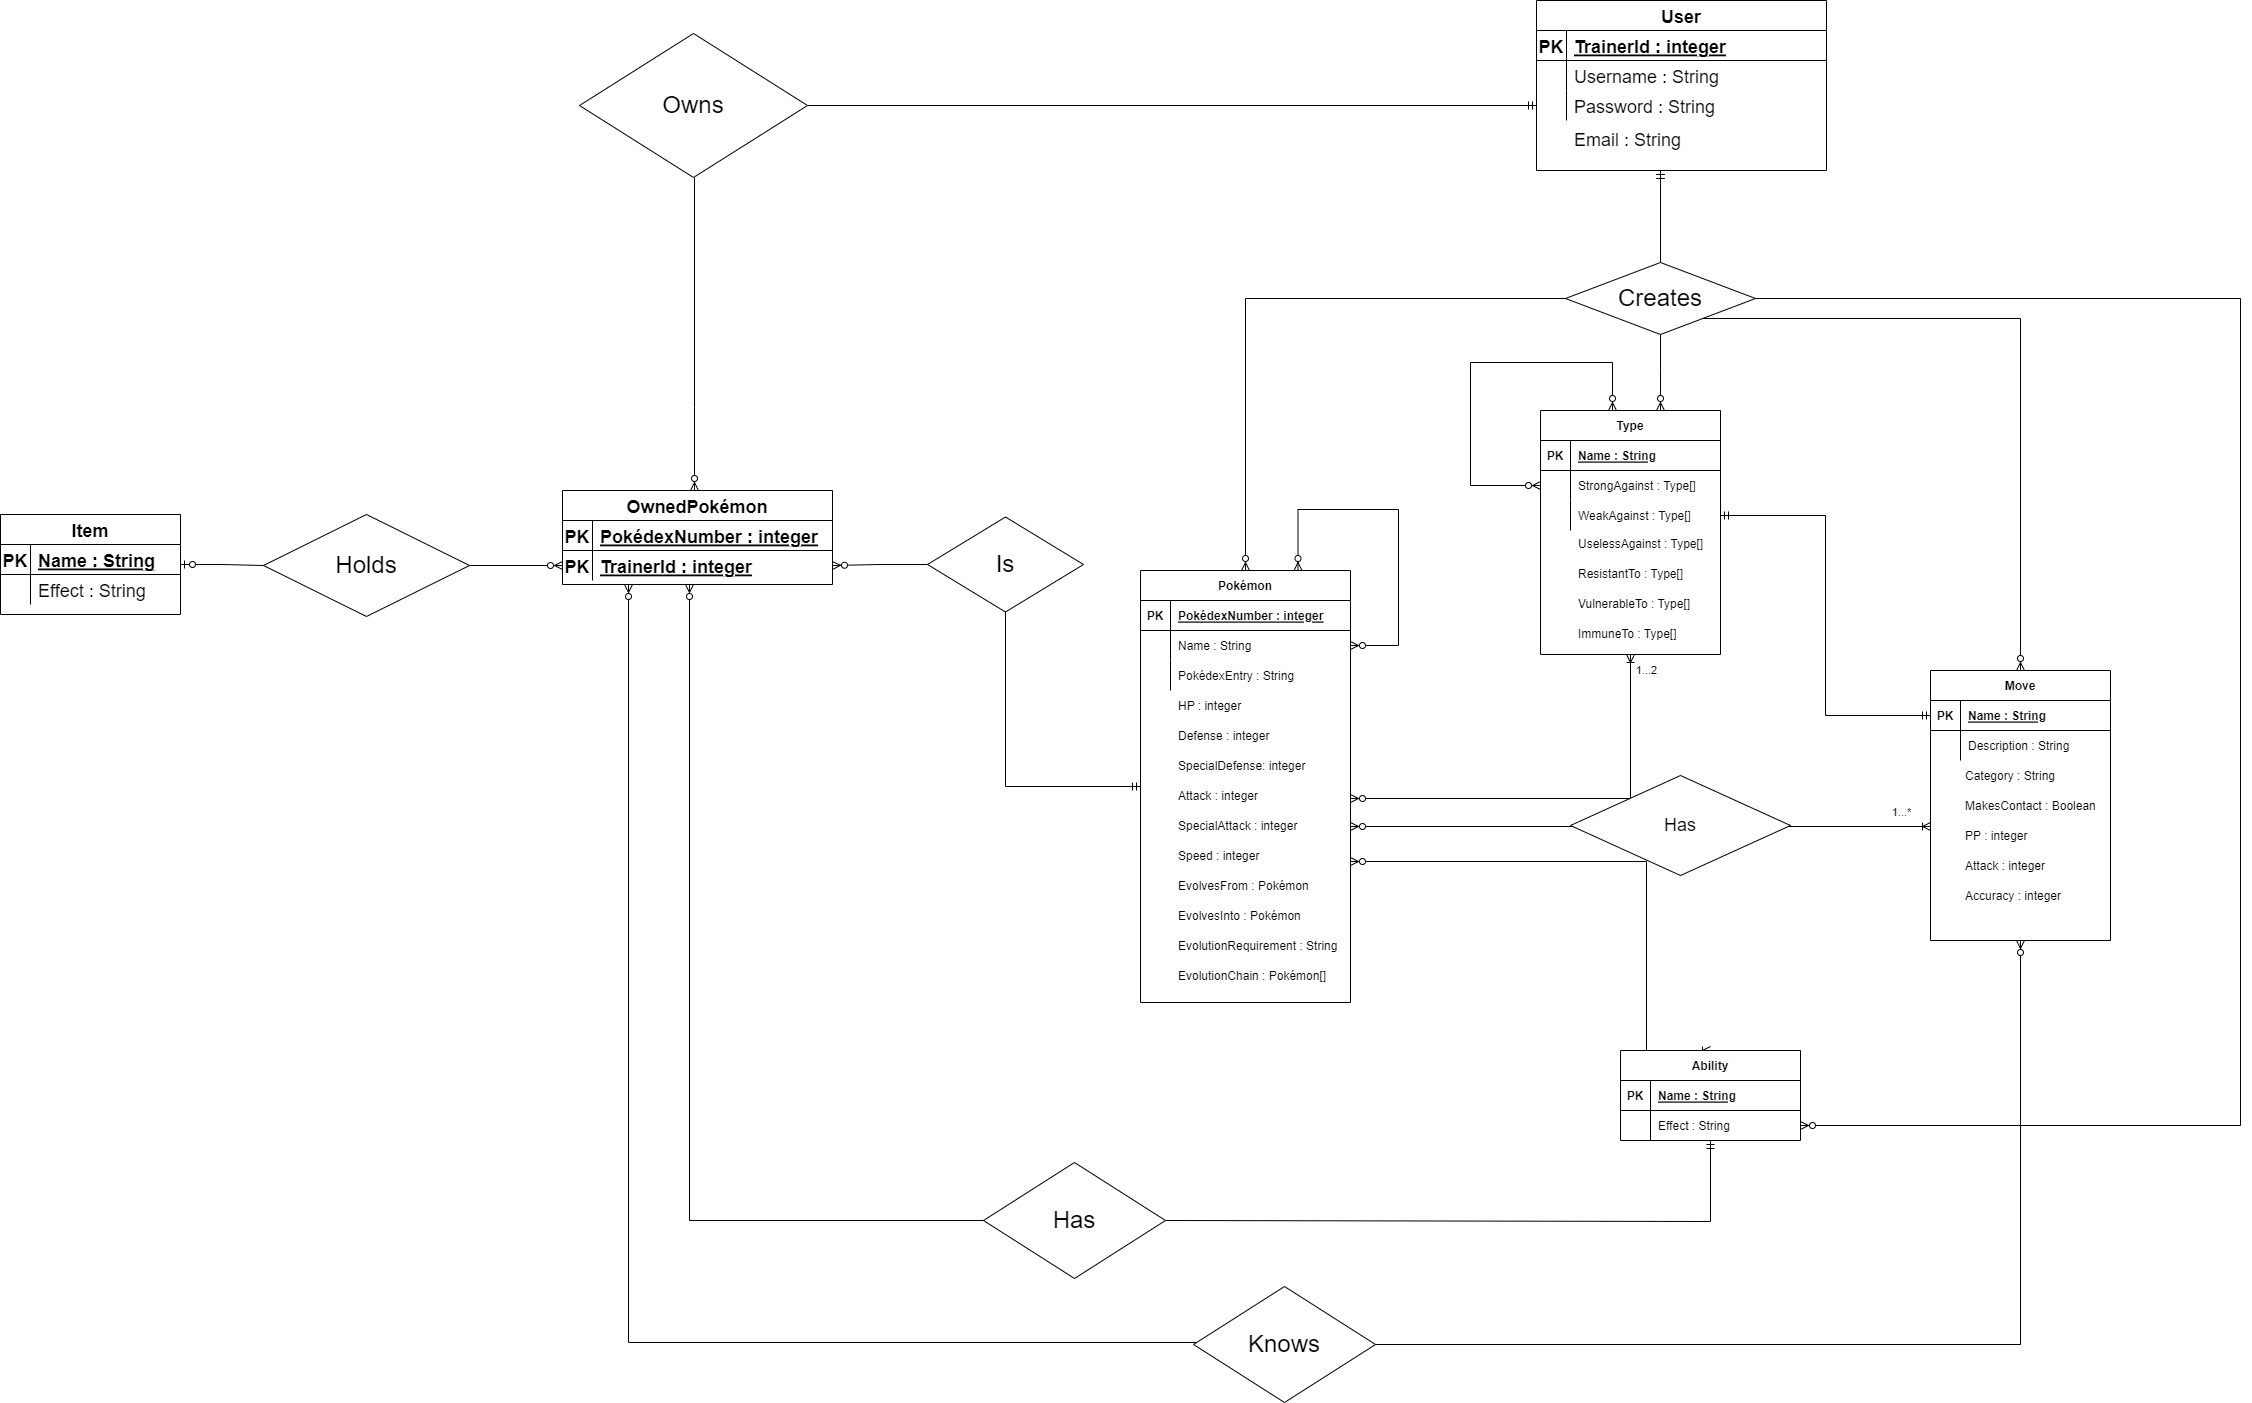 User
PK TrainerId : integer
Username : String
Password : String
Email : String
Owns
Creates
Type
PK Name : String
StrongAgainst : Type[]
WeakAgainst : Type[]
UselessAgainst : Type[]
ResistantTo : Type[]
VulnerableTo : Type[]
ImmuneTo : Type[]
1...2
Item
PK Name : String
Effect : String
Holds
OwnedPokémon
PK PokédexNumber : integer
PK TrainerId : integer
Is
Pokémon
PK PokédexNumber : integer
Name : String
PokédexEntry : String
HP : integer
Defense : integer
SpecialDefense: integer
Attack : integer
SpecialAttack : integer
Speed : integer
EvolvesFrom : Pokémon
EvolvesInto : Pokémon
EvolutionRequirement : String
EvolutionChain : Pokémon[]
Has
1...*
Move
PK Name : String
Description : String
Category : String
MakesContact : Boolean
PP : integer
Attack : integer
Accuracy : integer
Ability
PK Name : String
Effect : String
Has
Knows